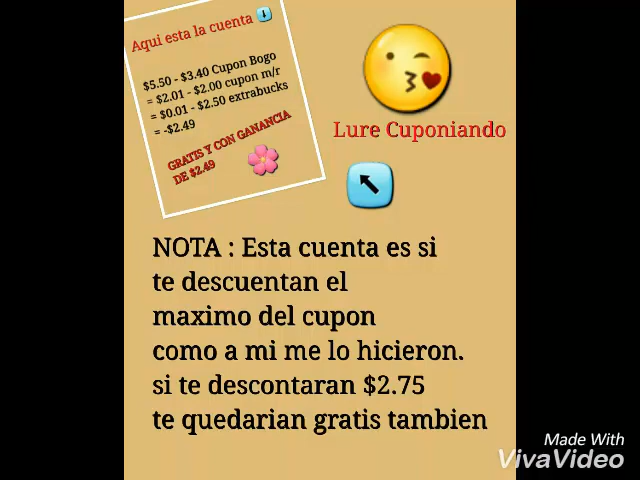 Aqui esta la cuenta
$5.50 - $3.40 Cupon Bogo
= $2.01 - $2.00 cupon m/r
= $0.01 - $2.50 extrabucks
= -$2.49
GRATIS Y CON GANANCIA
DE $2.49
Lure Cuponiando
NOTA : Esta cuenta es si
te descuentan el
maximo del cupon
como a mi me lo hicieron.
si te descontaran $2.75
te quedarian gratis tambien
Made With
VivaVideo